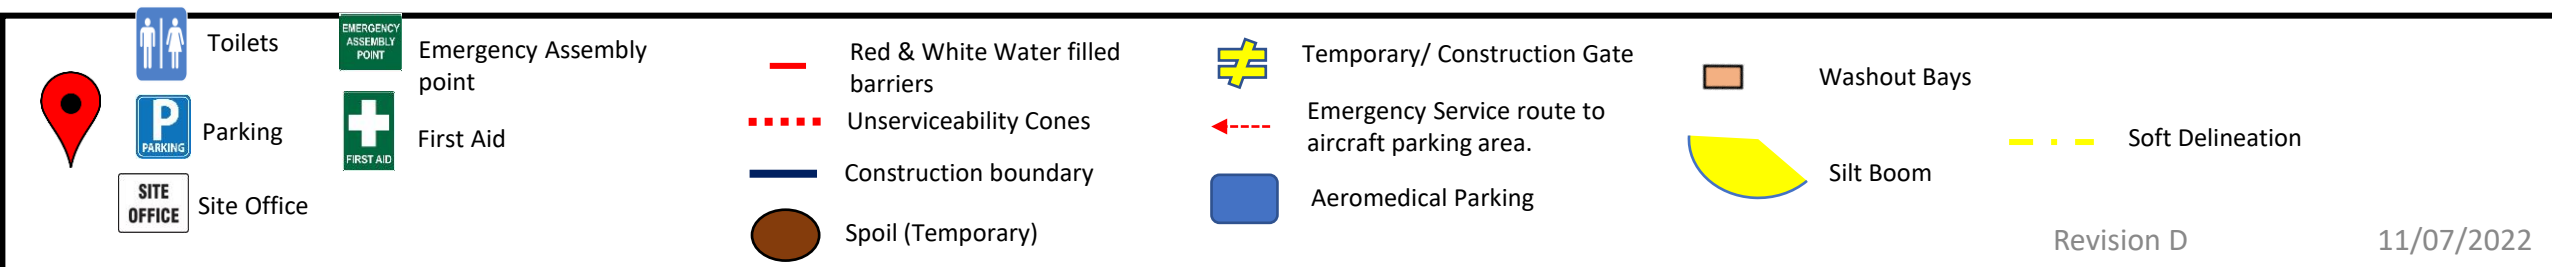 Toilets
P
PARKING
Parking
SITE
OFFICE
Site Office
EMERGENCY
ASSEMBLY
POINT
Emergency Assembly
point
FIRST AID
First Aid
Red & White Water filled
barriers
Unserviceability Cones
Construction boundary
Spoil (Temporary)
Temporary/ Construction Gate
Emergency Service route to
aircraft parking area.
Aeromedical Parking
Washout Bays
Silt Boom
Soft Delineation
Revision D
11/07/2022